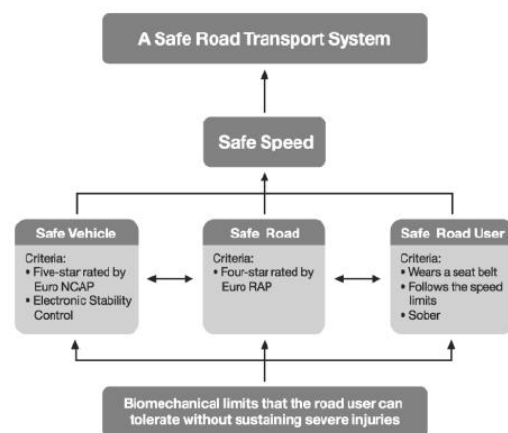 A Safe Road Transport System
Safe Speed
Safe Vehicle
Criteria:
• Five-star rated by
Euro NCAP
• Electronic Stability
Control
Safe Road
Criteria:
• Four-star rated by
Euro RAP
Safe Road User
Criteria:
• Wears a seat belt
• Follows the speed
limits
• Sober
Biomechanical limits that the road user can
tolerate without sustaining severe injuries